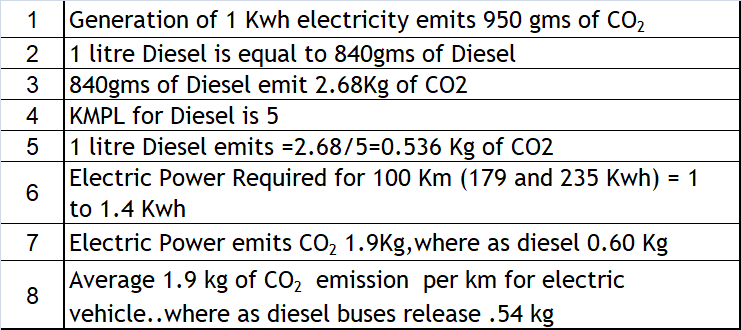 1 Generation of 1 Kwh electricity emits 950 gms of CO₂
2 1 litre Diesel is equal to 840gms of Diesel
3 840gms of Diesel emit 2.68Kg of CO2
4 KMPL for Diesel is 5
5 1 litre Diesel emits =2.68/5=0.536 Kg of CO2
6 Electric Power Required for 100 Km (179 and 235 Kwh) = 1
to 1.4 Kwh
7 Electric Power emits CO₂ 1.9Kg,where as diesel 0.60 Kg
8 Average 1.9 kg of CO₂ emission per km for electric
vehicle..where as diesel buses release .54 kg